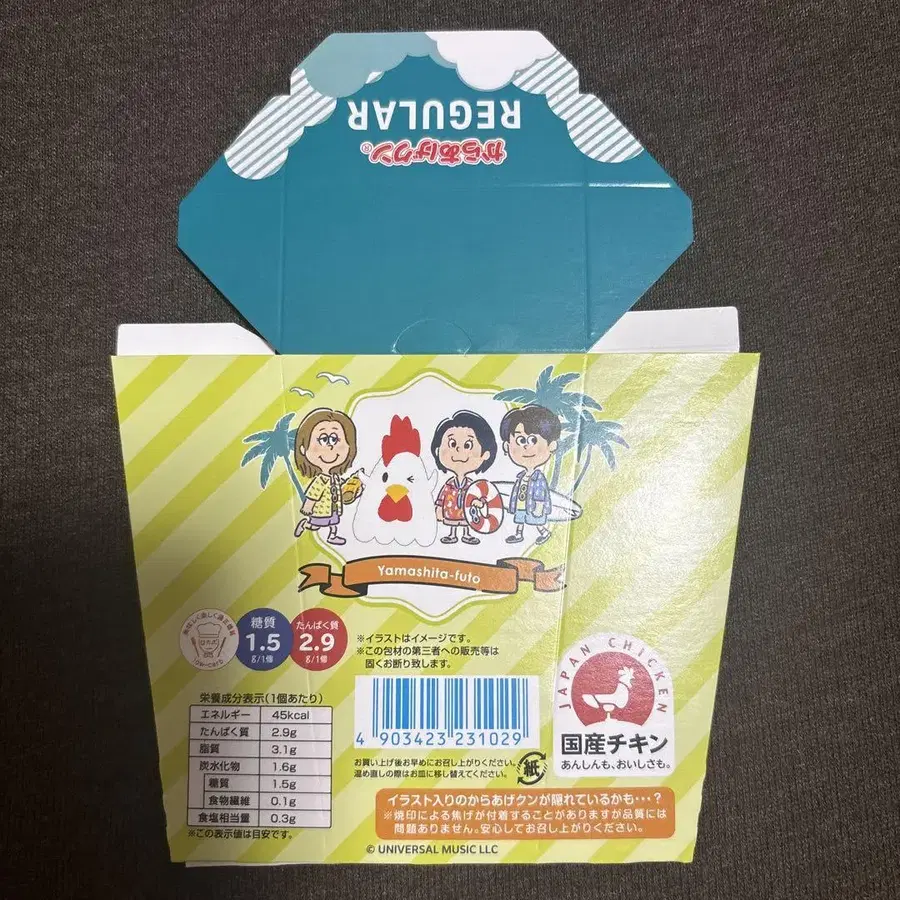 からあげクン®
REGULAR
Yamashita-futo
糖質
1.5
g/1個
たんぱく質
2.9
g/1個
※イラストはイメージです。
※この包材の第三者への販売等は
固くお断り致します。
JAPAN CHICKEN
国産チキン
あんしんも、おいしさも。
栄養成分表示(1個あたり)
エネルギー 45kcal
たんぱく質 2.9g
脂質 3.1g
炭水化物 1.6g
糖質 1.5g
食物繊維 0.1g
食塩相当量 0.3g
※この表示値は目安です。
4 903423 231029
お買い上げ後お早めにお召し上がりください。
温め直しの際はお皿に移し替えてください。
紙
イラスト入りのからあげクンが隠れているかも・・・?
※焼印による焦げが付着することがありますが品質には
問題ありません。安心してお召し上がりください。
© UNIVERSAL MUSIC LLC